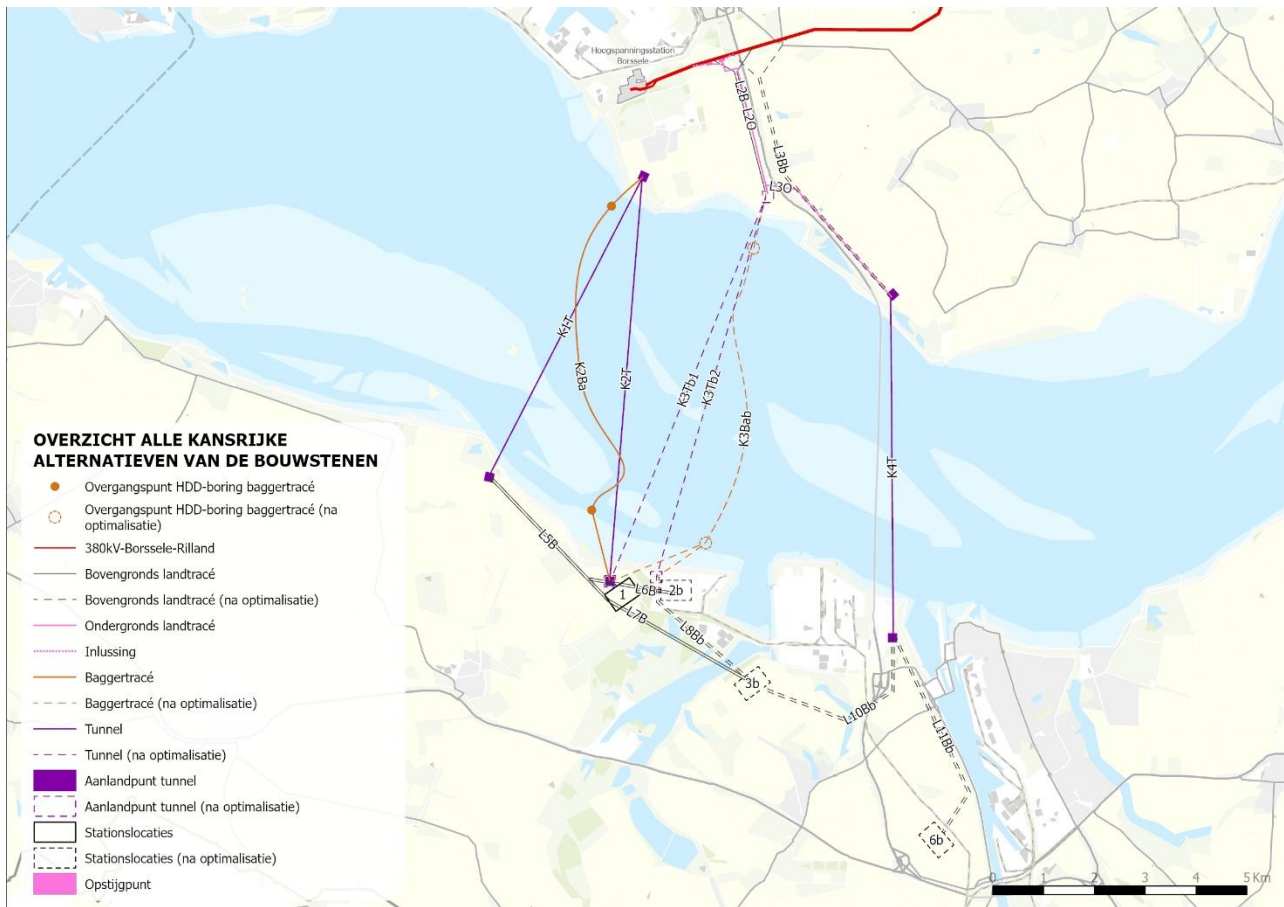 Hoogspanningsstation
Borssele
L2B-L2O
L3Bb
L3O
K1T
K2Ba
K2T
K3Tb1
K3Tb2
K3Bab
K4T
L5B
1
L6B
2b
L7B
L8Bb
3b
L10Bb
L11Bb
6b
OVERZICHT ALLE KANSRIJKE
ALTERNATIEVEN VAN DE BOUWSTENEN
Overgangspunt HDD-boring baggertracé
Overgangspunt HDD-boring baggertracé (na
optimalisatie)
380kV-Borssele-Rilland
Bovengronds landtracé
Bovengronds landtracé (na optimalisatie)
Ondergronds landtracé
Inlussing
Baggertracé
Baggertracé (na optimalisatie)
Tunnel
Tunnel (na optimalisatie)
Aanlandpunt tunnel
Aanlandpunt tunnel (na optimalisatie)
Stationslocaties
Stationslocaties (na optimalisatie)
Opstijgpunt
0 1 2 3 4 5 Km